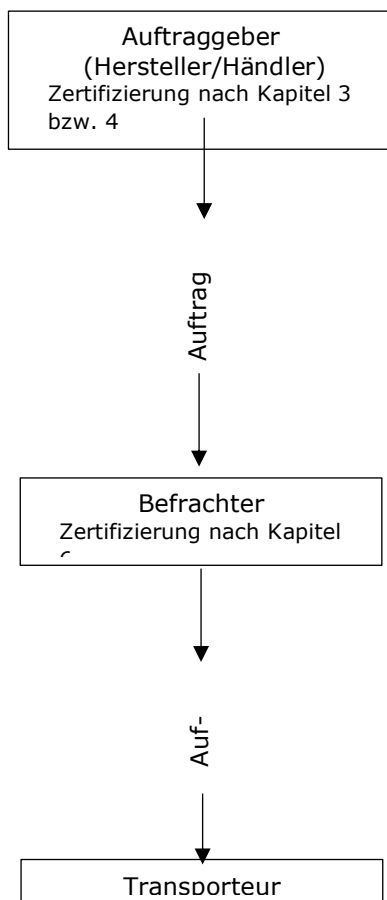 Auftraggeber
(Hersteller/Händler)
Zertifizierung nach Kapitel 3
bzw. 4
Auftrag
Befrachter
Zertifizierung nach Kapitel
Auf-
Transporteur